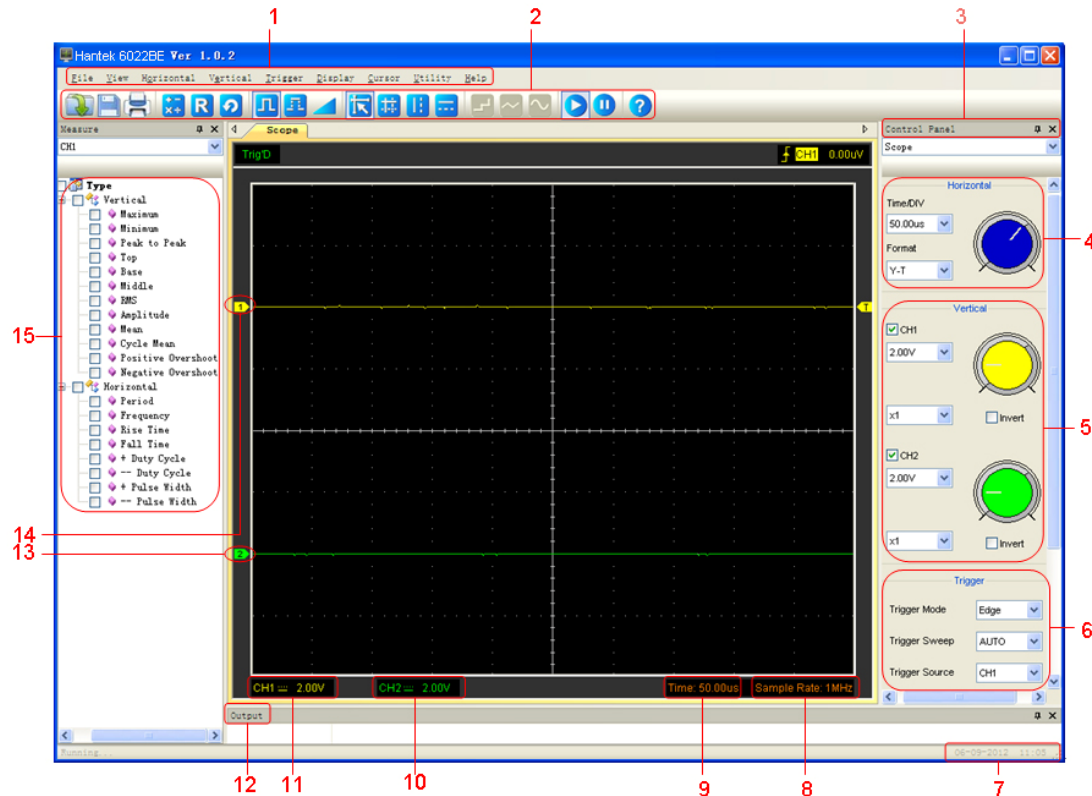 1 2 3
Hantek 6022BE Ver 1.0.2
File View Horizontal Vertical Trigger Display Cursor Utility Help
R
Measure
CH1
Type
Vertical
Maximum
Minimum
Peak to Peak
Top
Base
Middle
RMS
Amplitude
Mean
Cycle Mean
Positive Overshoot
Negative Overshoot
Horizontal
Period
Frequency
Rise Time
Fall Time
+ Duty Cycle
-- Duty Cycle
+ Pulse Width
-- Pulse Width
15
14
13
Scope
Trig'D
CH1 0.00uV
1
T
2
CH1 2.00V
CH2 2.00V
Time: 50.00us
Sample Rate: 1MHz
Output
Control Panel
Scope
Horizontal
Time/DIV
50.00us
Format
Y-T
4
Vertical
CH1
2.00V
x1
Invert
5
CH2
2.00V
x1
Invert
Trigger
Trigger Mode Edge
Trigger Sweep AUTO
Trigger Source CH1
6
Running...
06-09-2012 11:05
12 11 10 9 8 7